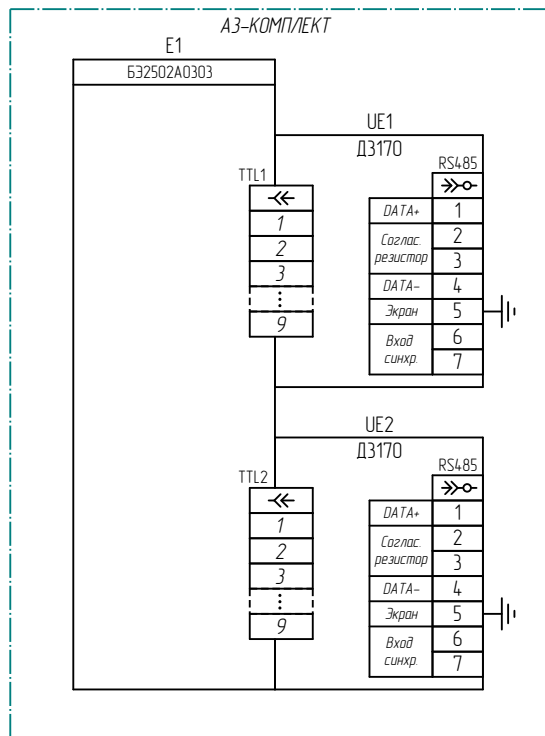 А3-КОМПЛЕКТ
E1
БЭ2502А0303
UE1
Д3170
RS485
TTL1
1
2
3
⋮
9
DATA+ 1
Соглас. 2
резистор 3
DATA- 4
Экран 5
Вход 6
синхр. 7
UE2
Д3170
RS485
TTL2
1
2
3
⋮
9
DATA+ 1
Соглас. 2
резистор 3
DATA- 4
Экран 5
Вход 6
синхр. 7